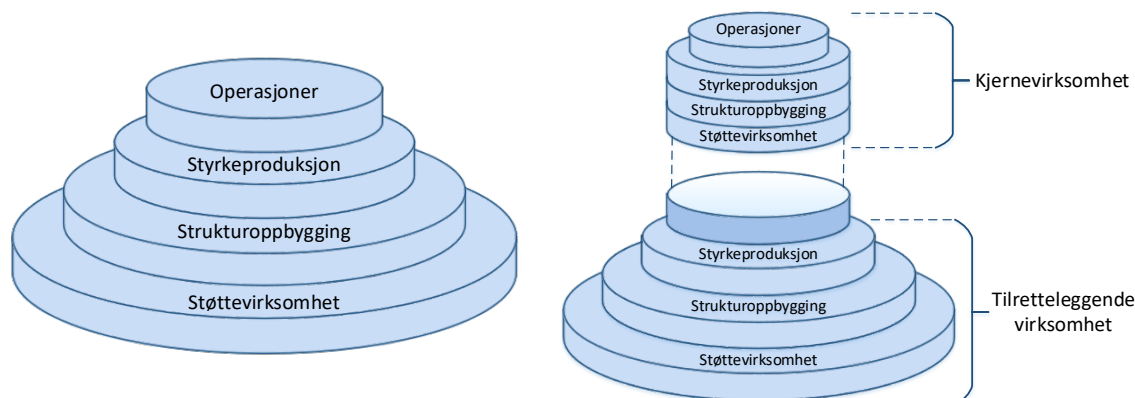 Operasjoner
Styrkeproduksjon
Strukturoppbygging
Støttevirksomhet
Operasjoner
Styrkeproduksjon
Strukturoppbygging
Støttevirksomhet
Kjernevirksomhet
Styrkeproduksjon
Strukturoppbygging
Støttevirksomhet
Tilretteleggende
virksomhet